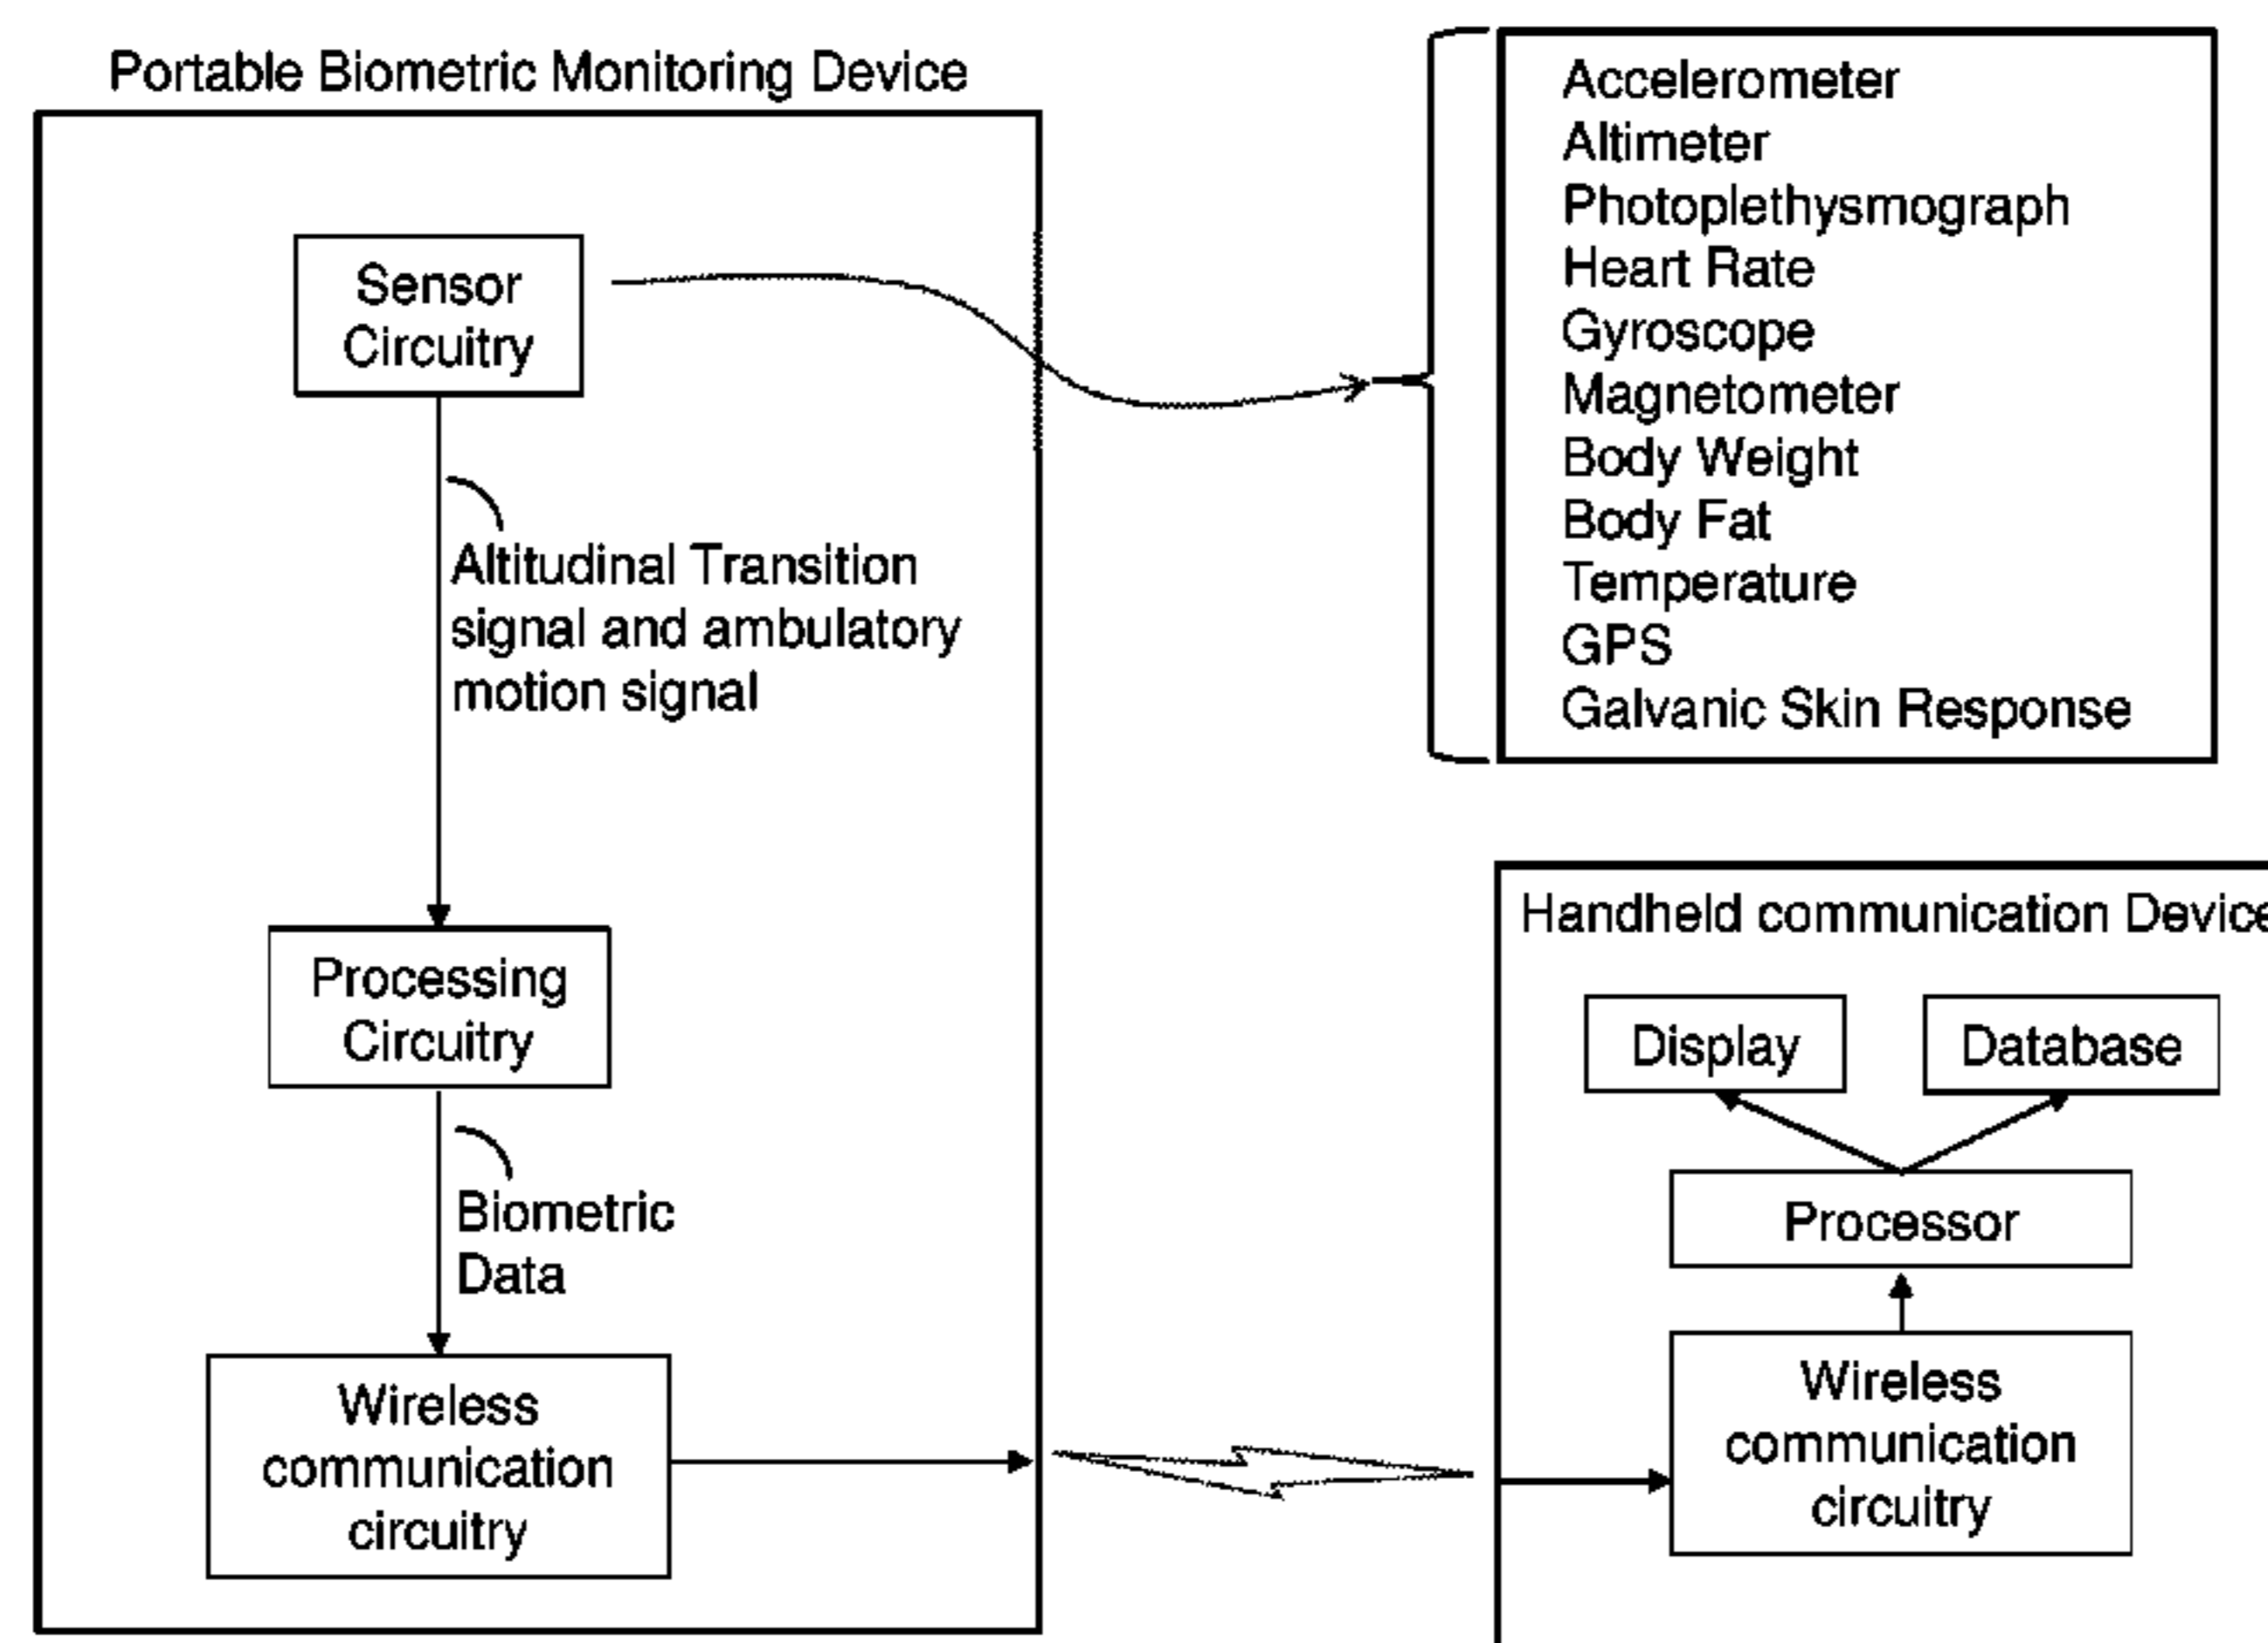 Portable Biometric Monitoring Device
Sensor
Circuitry
Altitudinal Transition
signal and ambulatory
motion signal
Processing
Circuitry
Biometric
Data
Wireless
communication
circuitry
Accelerometer
Altimeter
Photoplethysmograph
Heart Rate
Gyroscope
Magnetometer
Body Weight
Body Fat
Temperature
GPS
Galvanic Skin Response
Handheld communication Device
Display
Database
Processor
Wireless
communication
circuitry